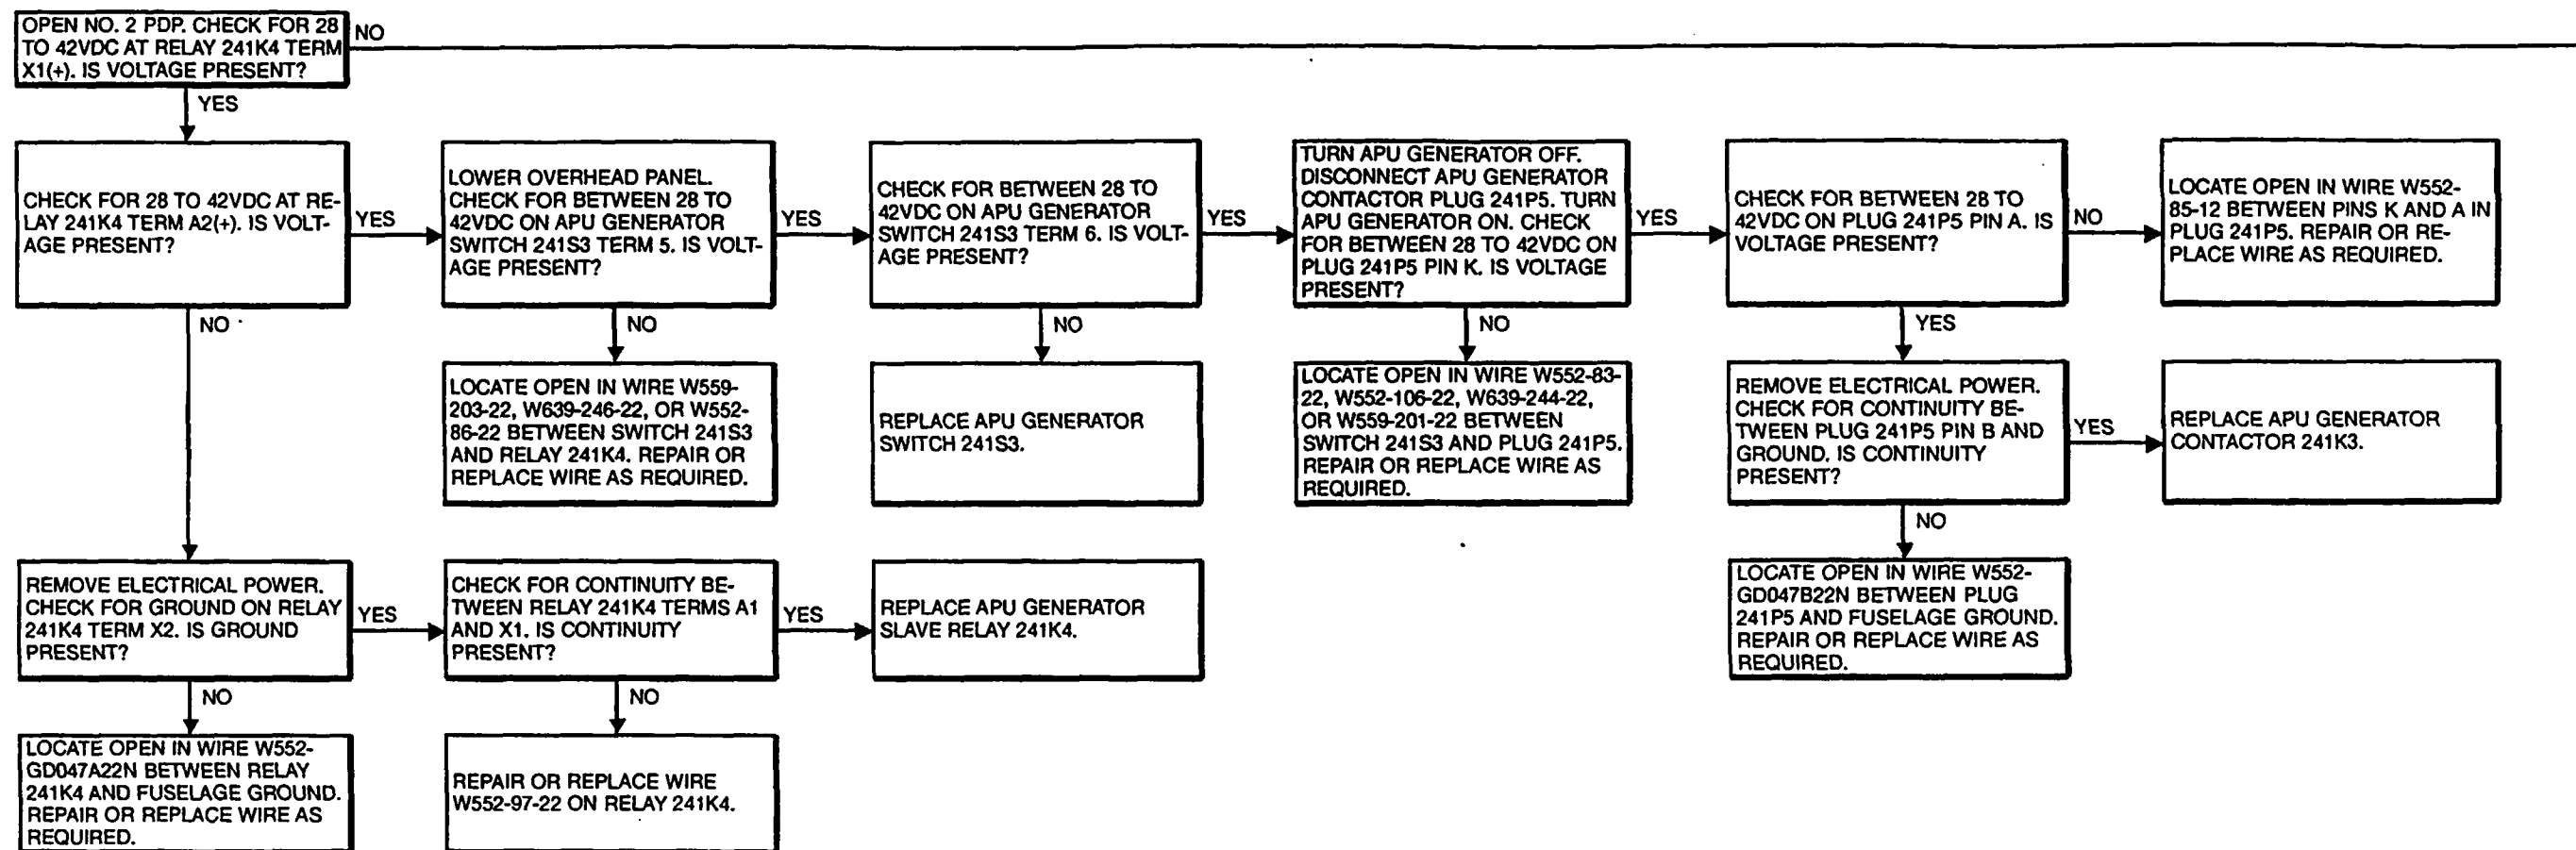 OPEN NO. 2 PDP. CHECK FOR 28
TO 42VDC AT RELAY 241K4 TERM
X1(+). IS VOLTAGE PRESENT?
NO
YES
CHECK FOR 28 TO 42VDC AT RE-
LAY 241K4 TERM A2(+). IS VOLT-
AGE PRESENT?
YES
LOWER OVERHEAD PANEL.
CHECK FOR BETWEEN 28 TO
42VDC ON APU GENERATOR
SWITCH 241S3 TERM 5. IS VOLT-
AGE PRESENT?
YES
CHECK FOR BETWEEN 28 TO
42VDC ON APU GENERATOR
SWITCH 241S3 TERM 6. IS VOLT-
AGE PRESENT?
YES
TURN APU GENERATOR OFF.
DISCONNECT APU GENERATOR
CONTACTOR PLUG 241P5. TURN
APU GENERATOR ON. CHECK
FOR BETWEEN 28 TO 42VDC ON
PLUG 241P5 PIN K. IS VOLTAGE
PRESENT?
YES
CHECK FOR BETWEEN 28 TO
42VDC ON PLUG 241P5 PIN A. IS
VOLTAGE PRESENT?
NO
LOCATE OPEN IN WIRE W552-
85-12 BETWEEN PINS K AND A IN
PLUG 241P5. REPAIR OR RE-
PLACE WIRE AS REQUIRED.
NO
NO
NO
NO
YES
LOCATE OPEN IN WIRE W559-
203-22, W639-246-22, OR W552-
86-22 BETWEEN SWITCH 241S3
AND RELAY 241K4. REPAIR OR
REPLACE WIRE AS REQUIRED.
REPLACE APU GENERATOR
SWITCH 241S3.
LOCATE OPEN IN WIRE W552-83-
22, W552-106-22, W639-244-22,
OR W559-201-22 BETWEEN
SWITCH 241S3 AND PLUG 241P5.
REPAIR OR REPLACE WIRE AS
REQUIRED.
REMOVE ELECTRICAL POWER.
CHECK FOR CONTINUITY BE-
TWEEN PLUG 241P5 PIN B AND
GROUND. IS CONTINUITY
PRESENT?
YES
REPLACE APU GENERATOR
CONTACTOR 241K3.
NO
REMOVE ELECTRICAL POWER.
CHECK FOR GROUND ON RELAY
241K4 TERM X2. IS GROUND
PRESENT?
YES
CHECK FOR CONTINUITY BE-
TWEEN RELAY 241K4 TERMS A1
AND X1. IS CONTINUITY
PRESENT?
YES
REPLACE APU GENERATOR
SLAVE RELAY 241K4.
LOCATE OPEN IN WIRE W552-
GD047B22N BETWEEN PLUG
241P5 AND FUSELAGE GROUND.
REPAIR OR REPLACE WIRE AS
REQUIRED.
NO
NO
LOCATE OPEN IN WIRE W552-
GD047A22N BETWEEN RELAY
241K4 AND FUSELAGE GROUND.
REPAIR OR REPLACE WIRE AS
REQUIRED.
REPAIR OR REPLACE WIRE
W552-97-22 ON RELAY 241K4.